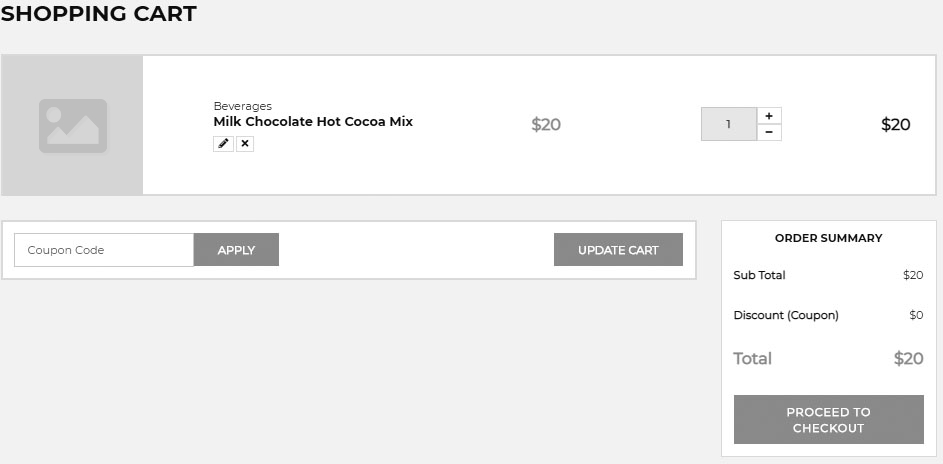 SHOPPING CART
Beverages
Milk Chocolate Hot Cocoa Mix
$20
1
+
-
$20
Coupon Code
APPLY
UPDATE CART
ORDER SUMMARY
Sub Total $20
Discount (Coupon) $0
Total $20
PROCEED TO
CHECKOUT